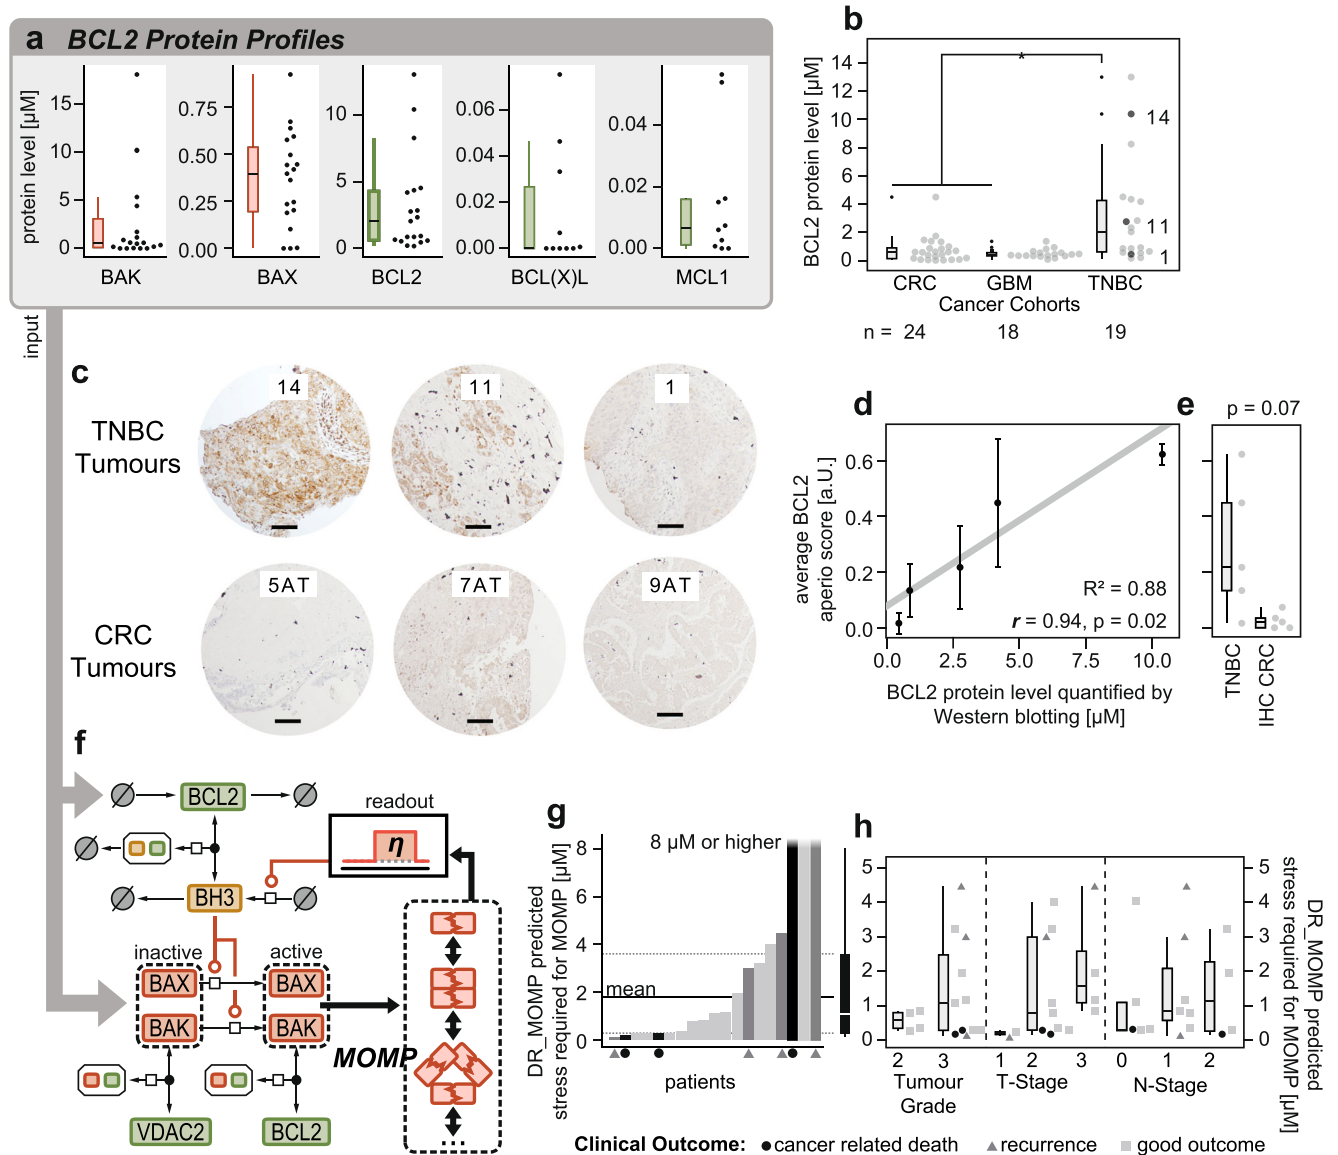 a BCL2 Protein Profiles
protein level [µM]
15
10
5
0
BAK
0.75
0.50
0.25
0.00
BAX
10
5
0
BCL2
0.06
0.04
0.02
0.00
BCL(X)L
0.04
0.02
0.00
MCL1
input
b
BCL2 protein level [µM]
14
12
10
8
6
4
2
0
*
14
11
1
CRC GBM TNBC
Cancer Cohorts
n = 24 18 19
c
TNBC
Tumours
14
11
1
CRC
Tumours
5AT
7AT
9AT
d
average BCL2
aperio score [a.U.]
0.6
0.4
0.2
0.0
R² = 0.88
r = 0.94, p = 0.02
0.0 2.5 5.0 7.5 10.0
BCL2 protein level quantified by
Western blotting [µM]
e
p = 0.07
TNBC
IHC CRC
f
BCL2
readout
η
BH3
inactive
active
BAX
BAX
BAK
BAK
MOMP
VDAC2
BCL2
g
DR_MOMP predicted
stress required for MOMP [µM]
8
6
4
2
0
8 µM or higher
mean
patients
h
5
4
3
2
1
0
5
4
3
2
1
0
DR_MOMP predicted
stress required for MOMP [µM]
2 3
Tumour
Grade
1 2 3
T-Stage
0 1 2
N-Stage
Clinical Outcome: cancer related death recurrence good outcome